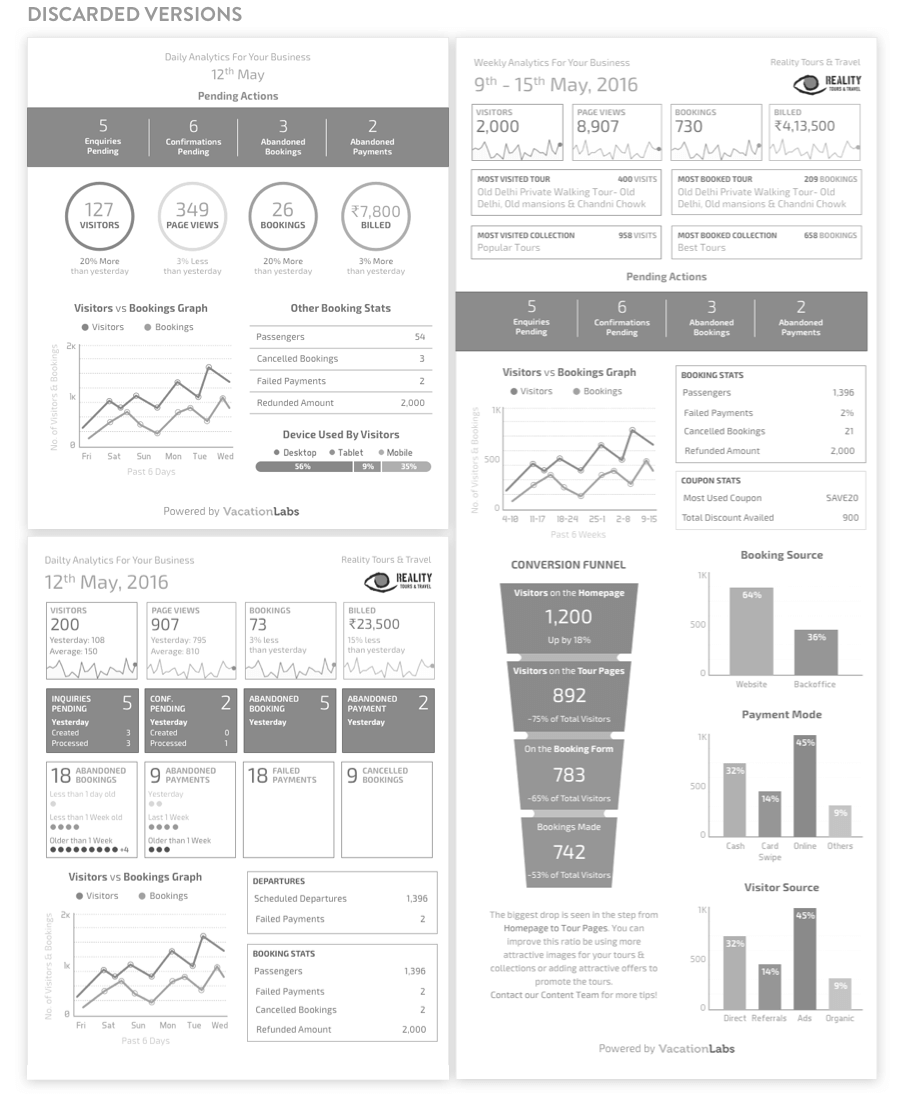 DISCARDED VERSIONS
Daily Analytics For Your Business
12th May
Pending Actions
5 6 3 2
Enquiries Confirmations Abandoned Abandoned
Pending Pending Bookings Payments
127 349 26 ₹7,800
VISITORS PAGE VIEWS BOOKINGS BILLED
20% More 3% Less 20% More 3% More
than yesterday than yesterday than yesterday than yesterday
Visitors vs Bookings Graph
Visitors Bookings
No. of Visitors & Bookings
2K
1K
0
Fri Sat Sun Mon Tue Wed
Past 6 Days
Other Booking Stats
Passengers 54
Cancelled Bookings 3
Failed Payments 2
Redunded Amount 2,000
Device Used By Visitors
Desktop Tablet Mobile
56% 9% 35%
Powered by VacationLabs
Dailty Analytics For Your Business Reality Tours & Travel
12th May, 2016 REALITY
TOURS & TRAVEL
VISITORS PAGE VIEWS BOOKINGS BILLED
200 907 73 ₹23,500
Yesterday: 108 Yesterday: 795 3% less 15% less
Average: 150 Average: 810 than yesterday than yesterday
INQUIRIES 5 CONF. 2 ABANDONED 5 ABANDONED 2
PENDING PENDING BOOKING PAYMENT
Yesterday Yesterday Yesterday Yesterday
Created 3 Created 0
Processed 3 Processed 1
18 ABANDONED 9 ABANDONED 18 FAILED 9 CANCELLED
BOOKINGS PAYMENTS PAYMENTS BOOKINGS
Less than 1 day old Yesterday
Less than 1 Week old Last 1 Week
Older than 1 Week Older than 1 Week
+4
Visitors vs Bookings Graph
Visitors Bookings
No. of Visitors & Bookings
2K
1K
0
Fri Sat Sun Mon Tue Wed
Past 6 Days
DEPARTURES
Scheduled Departures 1,396
Failed Payments 2
BOOKING STATS
Passengers 1,396
Failed Payments 2
Cancelled Bookings 2
Refunded Amount 2,000
Weekly Analytics For Your Business Reality Tours & Travel
9th - 15th May, 2016 REALITY
TOURS & TRAVEL
VISITORS PAGE VIEWS BOOKINGS BILLED
2,000 8,907 730 ₹4,13,500
MOST VISITED TOUR 400 VISITS
Old Delhi Private Walking Tour- Old
Delhi, Old mansions & Chandni Chowk
MOST BOOKED TOUR 209 BOOKINGS
Old Delhi Private Walking Tour- Old
Delhi, Old mansions & Chandni Chowk
MOST VISITED COLLECTION 958 VISITS
Popular Tours
MOST BOOKED COLLECTION 658 BOOKINGS
Best Tours
Pending Actions
5 6 3 2
Enquiries Confirmations Abandoned Abandoned
Pending Pending Bookings Payments
Visitors vs Bookings Graph
Visitors Bookings
No. of Visitors & Bookings
1K
500
0
4-10 11-17 18-24 25-1 2-8 9-15
Past 6 Weeks
BOOKING STATS
Passengers 1,396
Failed Payments 2%
Cancelled Bookings 21
Refunded Amount 2,000
COUPON STATS
Most Used Coupon SAVE20
Total Discount Availed 900
CONVERSION FUNNEL
Visitors on the Homepage
1,200
Up by 18%
Visitors on the Tour Pages
892
~75% of Total Visitors
On the Booking Form
783
~65% of Total Visitors
Bookings Made
742
~53% of Total Visitors
The biggest drop is seen in the step from
Homepage to Tour Pages. You can
improve this ratio be using more
attractive images for your tours &
collections or adding attractive offers to
promote the tours.
Contact our Content Team for more tips!
Booking Source
1K
500
0
64% 36%
Website Backoffice
Payment Mode
1K
500
0
32% 14% 45% 9%
Cash Card Online Others
Swipe
Visitor Source
1K
500
0
32% 14% 45% 9%
Direct Referrals Ads Organic
Powered by VacationLabs